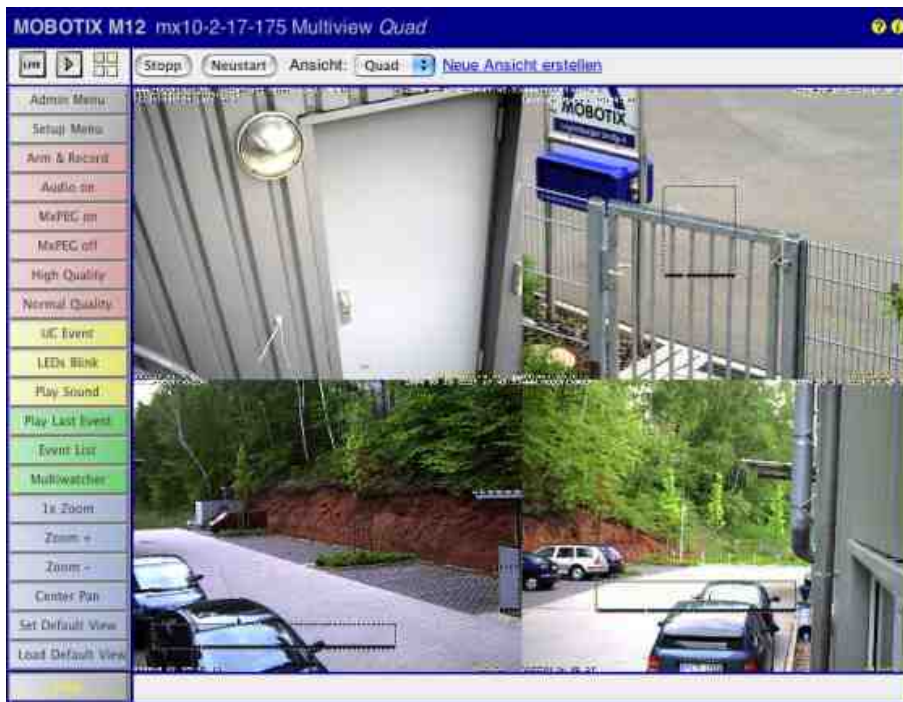 MOBOTIX M12 mx10-2-17-175 Multiview Quad
LIVE
Stopp Neustart Ansicht: Quad Neue Ansicht erstellen
Admin Menu
Setup Menu
Arm & Record
Audio on
MxPEG on
MxPEG off
High Quality
Normal Quality
UC Event
LEDs Blink
Play Sound
Play Last Event
Event List
Multiwatcher
1x Zoom
Zoom +
Zoom -
Center Pan
Set Default View
Load Default View
MOBOTIX